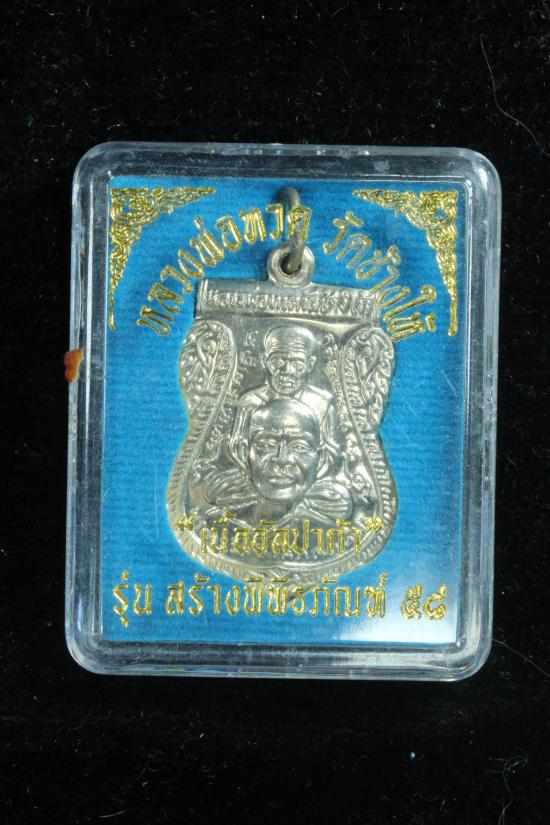 หลวงพ่อทวด วัดช้างให้
"เนื้ออัลปาก้า"
รุ่น สร้างพิพิธภัณฑ์ ๕๘